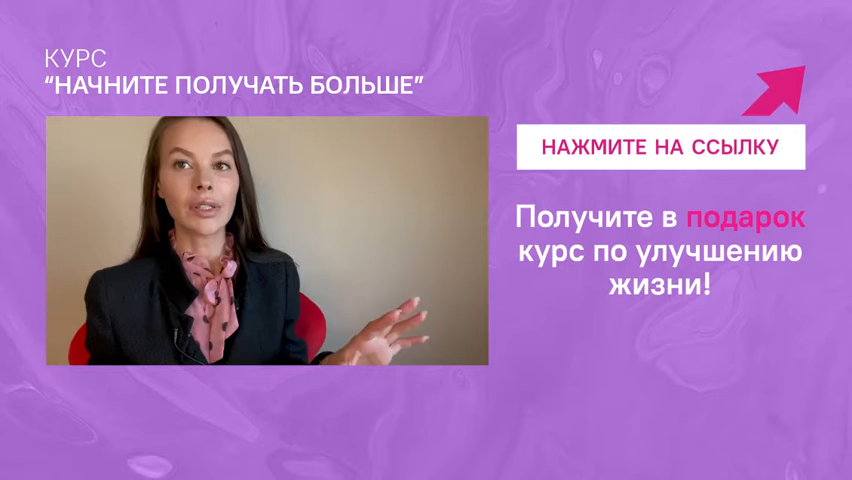 КУРС
“НАЧНИТЕ ПОЛУЧАТЬ БОЛЬШЕ”
НАЖМИТЕ НА ССЫЛКУ
Получите в подарок
курс по улучшению
жизни!